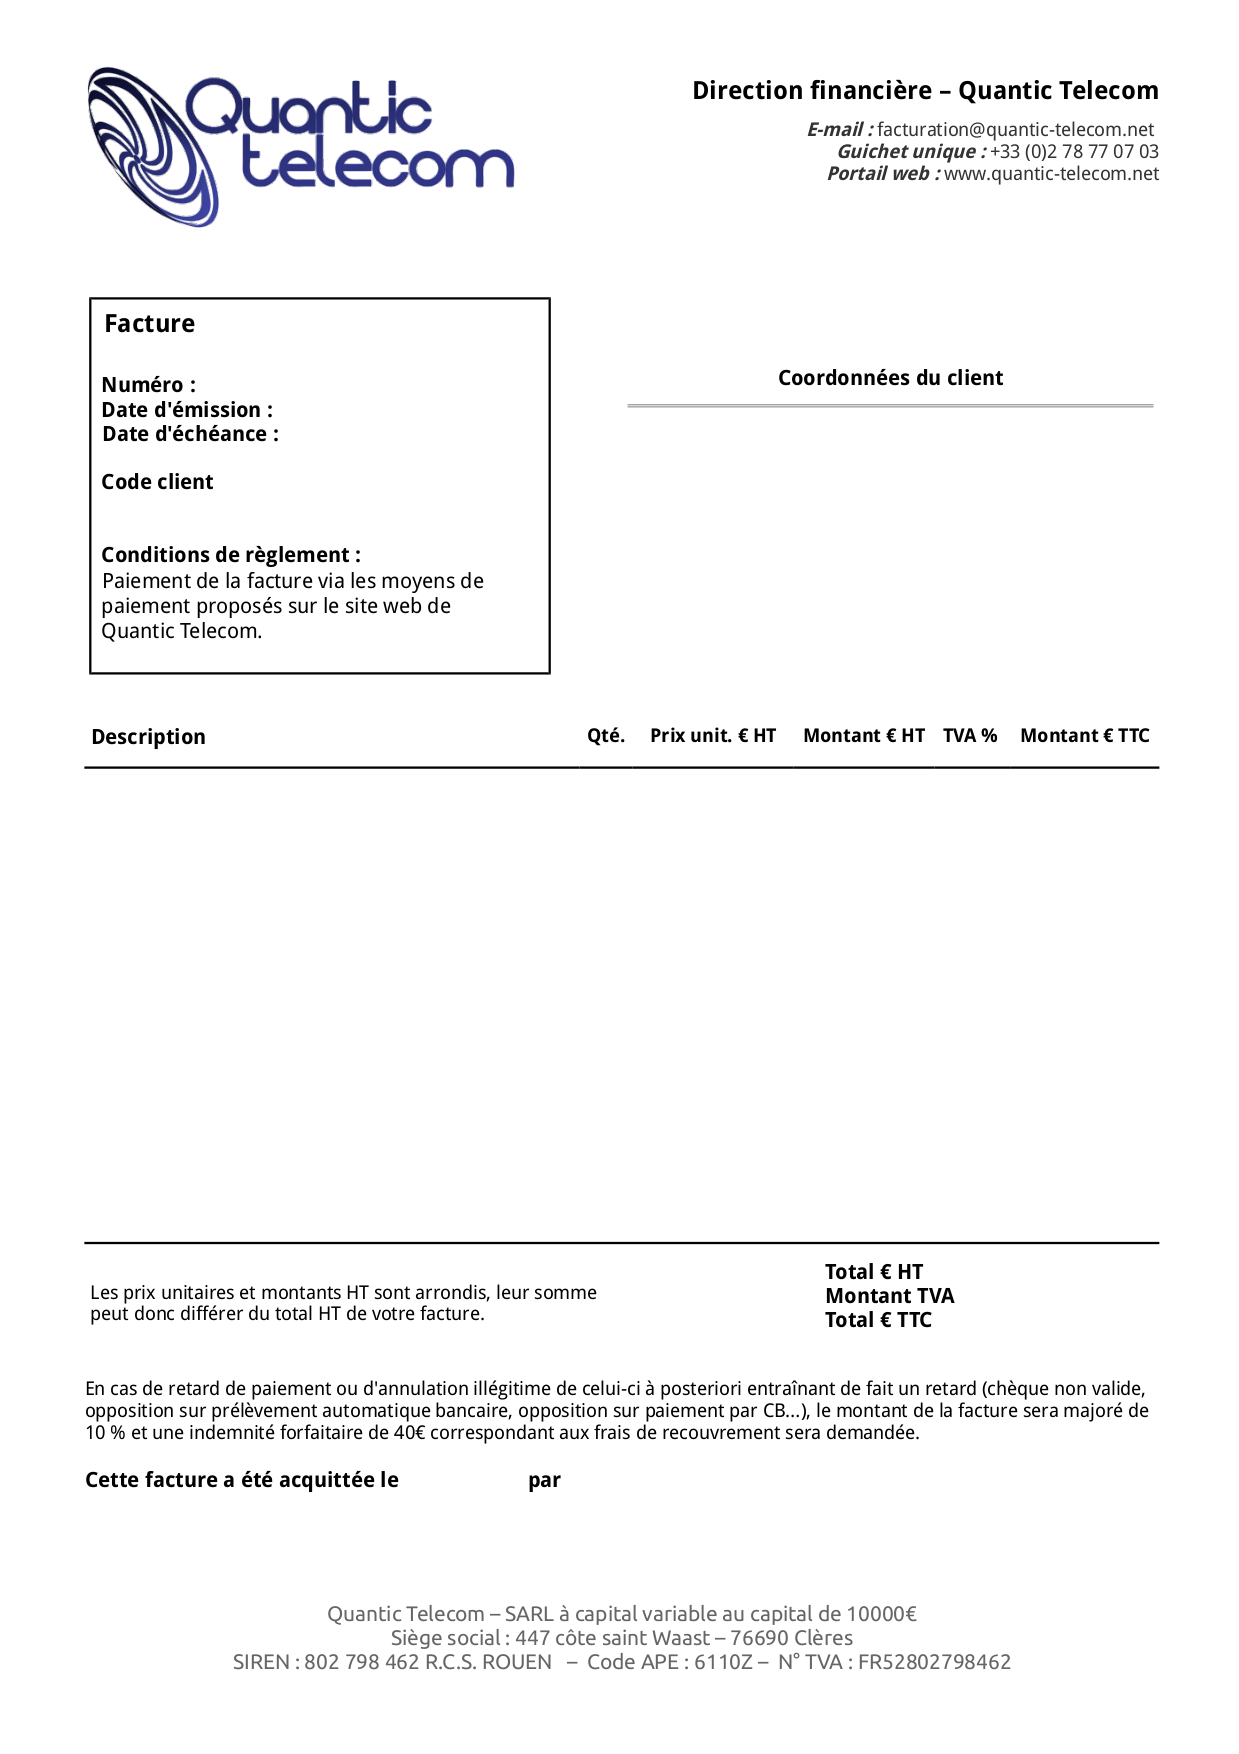 Quantic
telecom
Direction financière – Quantic Telecom
E-mail : facturation@quantic-telecom.net
Guichet unique : +33 (0)2 78 77 07 03
Portail web : www.quantic-telecom.net
Facture
Numéro :
Date d'émission :
Date d'échéance :
Code client
Conditions de règlement :
Paiement de la facture via les moyens de
paiement proposés sur le site web de
Quantic Telecom.
Coordonnées du client
Description Qté. Prix unit. € HT Montant € HT TVA % Montant € TTC
Les prix unitaires et montants HT sont arrondis, leur somme
peut donc différer du total HT de votre facture.
Total € HT
Montant TVA
Total € TTC
En cas de retard de paiement ou d'annulation illégitime de celui-ci à posteriori entraînant de fait un retard (chèque non valide,
opposition sur prélèvement automatique bancaire, opposition sur paiement par CB...), le montant de la facture sera majoré de
10 % et une indemnité forfaitaire de 40€ correspondant aux frais de recouvrement sera demandée.
Cette facture a été acquittée le par
Quantic Telecom – SARL à capital variable au capital de 10000€
Siège social : 447 côte saint Waast – 76690 Clères
SIREN : 802 798 462 R.C.S. ROUEN – Code APE : 6110Z – N° TVA : FR52802798462